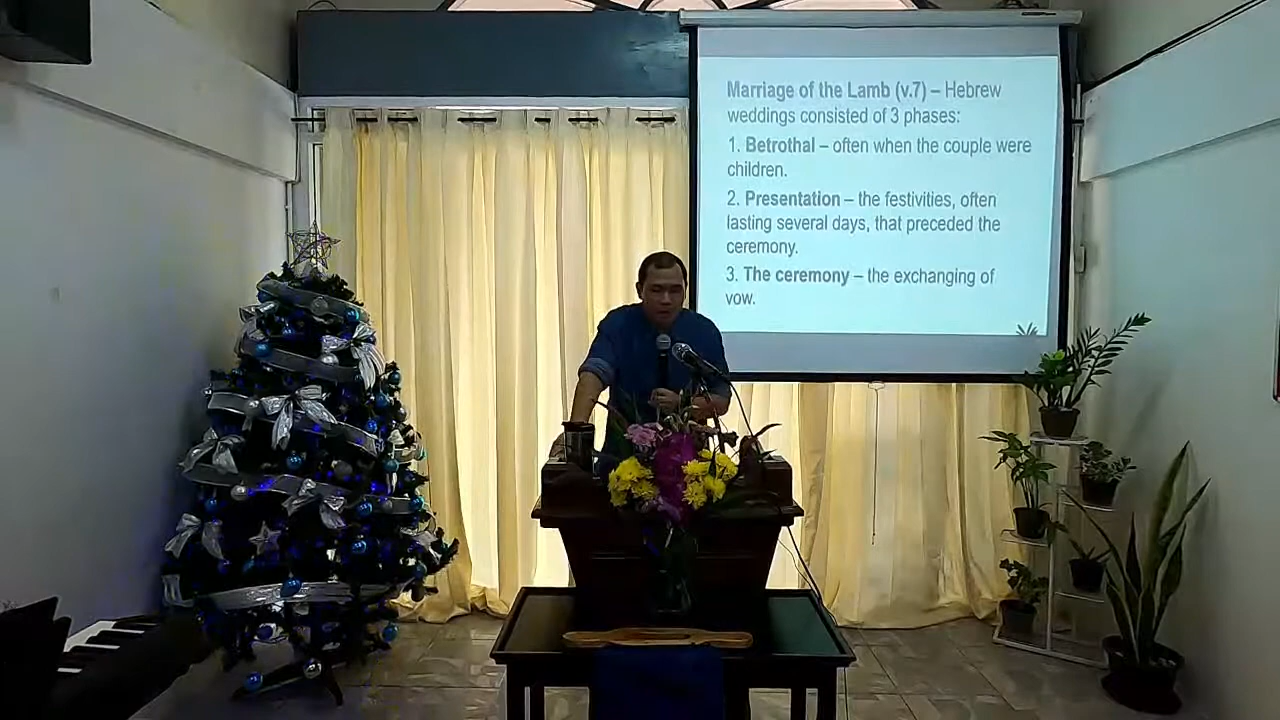 Marriage of the Lamb (v.7) – Hebrew
weddings consisted of 3 phases:
1. Betrothal – often when the couple were
children.
2. Presentation – the festivities, often
lasting several days, that preceded the
ceremony.
3. The ceremony – the exchanging of
vow.